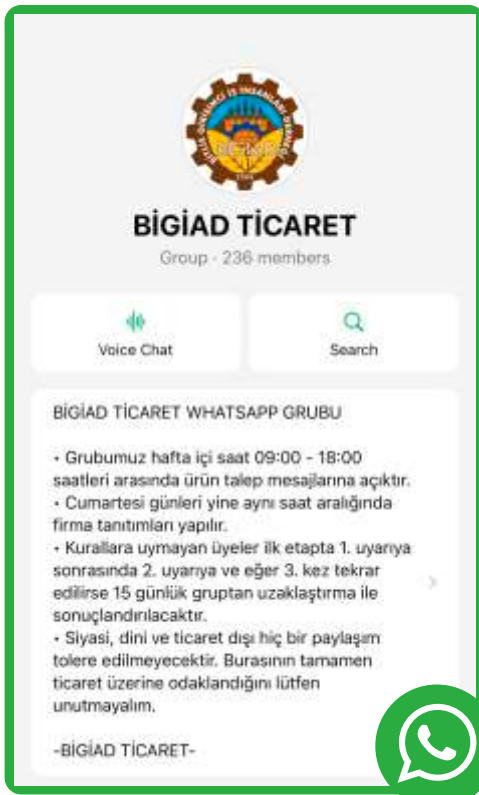 BİGİAD TİCARET
Group · 236 members
Voice Chat
Search
BİGİAD TİCARET WHATSAPP GRUBU
• Grubumuz hafta içi saat 09:00 - 18:00
saatleri arasında ürün talep mesajlarına açıktır.
• Cumartesi günleri yine aynı saat aralığında
firma tanıtımları yapılır.
• Kurallara uymayan üyeler ilk etapta 1. uyarıya
sonrasında 2. uyarıya ve eğer 3. kez tekrar
edilirse 15 günlük gruptan uzaklaştırma ile
sonuçlandırılacaktır.
• Siyasi, dini ve ticaret dışı hiç bir paylaşım
tolere edilmeyecektir. Burasının tamamen
ticaret üzerine odaklandığını lütfen
unutmayalım.
-BİGİAD TİCARET-